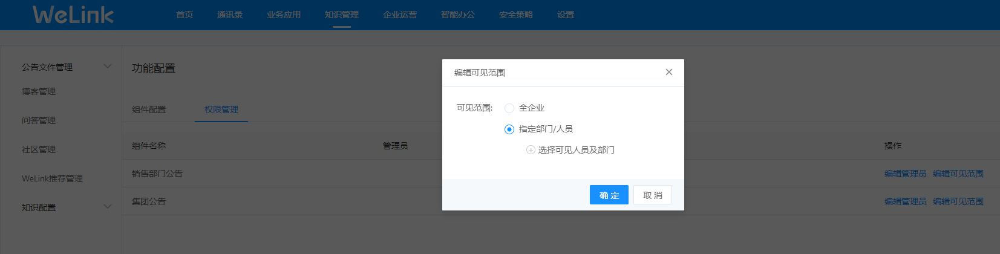 WeLink 首页 通讯录 业务应用 知识管理 企业运营 智能办公 安全策略 设置
公告文件管理
博客管理
问答管理
社区管理
WeLink推荐管理
知识配置
功能配置
组件配置 权限管理
组件名称 管理员 操作
销售部门公告 编辑管理员 编辑可见范围
集团公告 编辑管理员 编辑可见范围
编辑可见范围
可见范围: 全企业
指定部门/人员
选择可见人员及部门
确定 取消